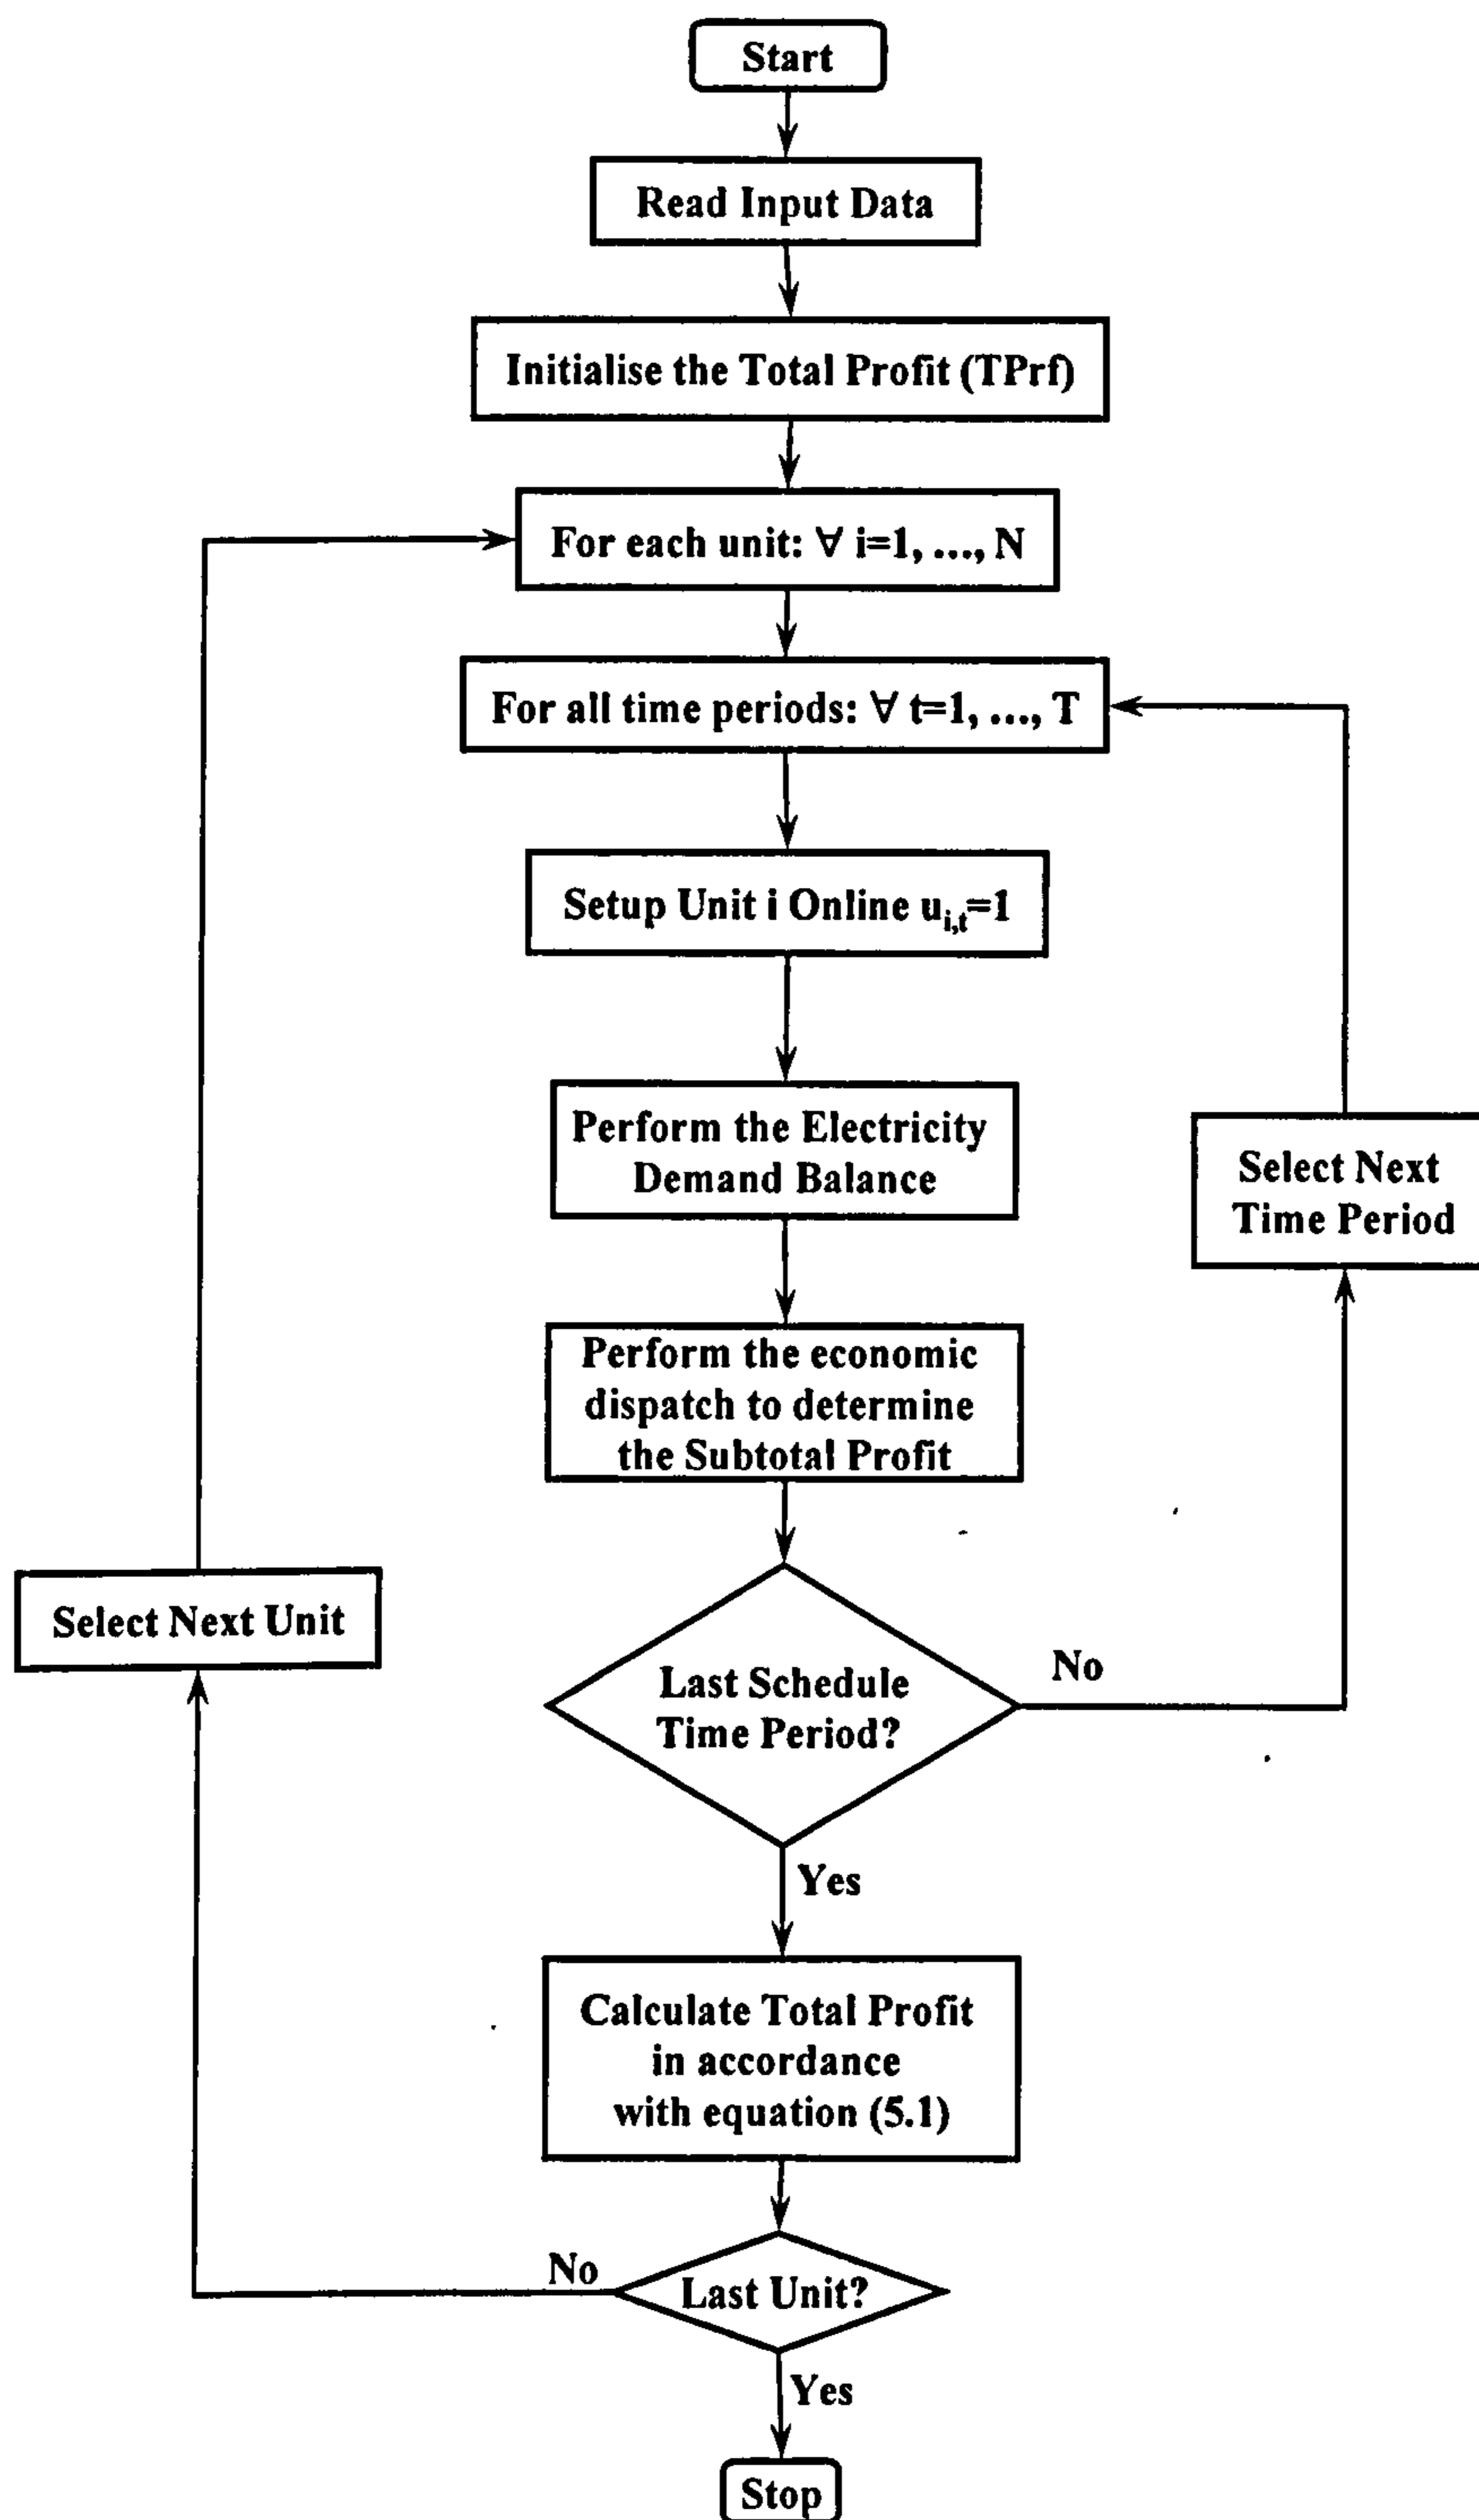 Start
Read Input Data
Initialise the Total Profit (TPrf)
For each unit: ∀ i=1, ..., N
For all time periods: ∀ t=1, ..., T
Setup Unit i Online u_{i,t}=1
Perform the Electricity
Demand Balance
Select Next
Time Period
Perform the economic
dispatch to determine
the Subtotal Profit
Select Next Unit
Last Schedule
Time Period?
No
Yes
Calculate Total Profit
in accordance
with equation (5.1)
No
Last Unit?
Yes
Stop